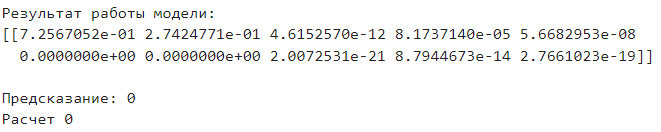 Результат работы модели:
[[7.2567052e-01 2.7424771e-01 4.6152570e-12 8.1737140e-05 5.6682953e-08
0.0000000e+00 0.0000000e+00 2.0072531e-21 8.7944673e-14 2.7661023e-19]]
Предсказание: 0
Расчет 0